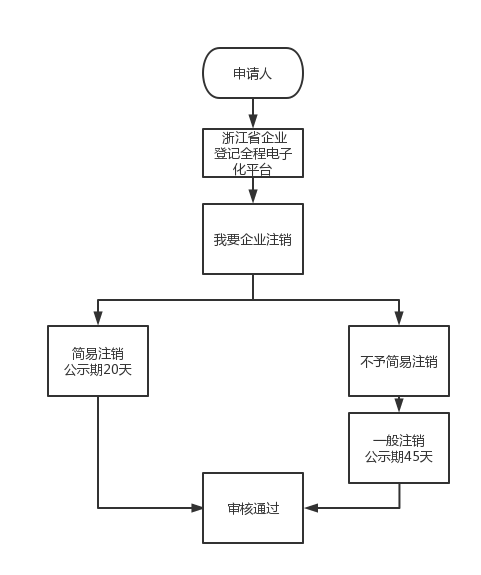 申请人
浙江省企业
登记全程电子
化平台
我要企业注销
简易注销
公示期20天
不予简易注销
一般注销
公示期45天
审核通过